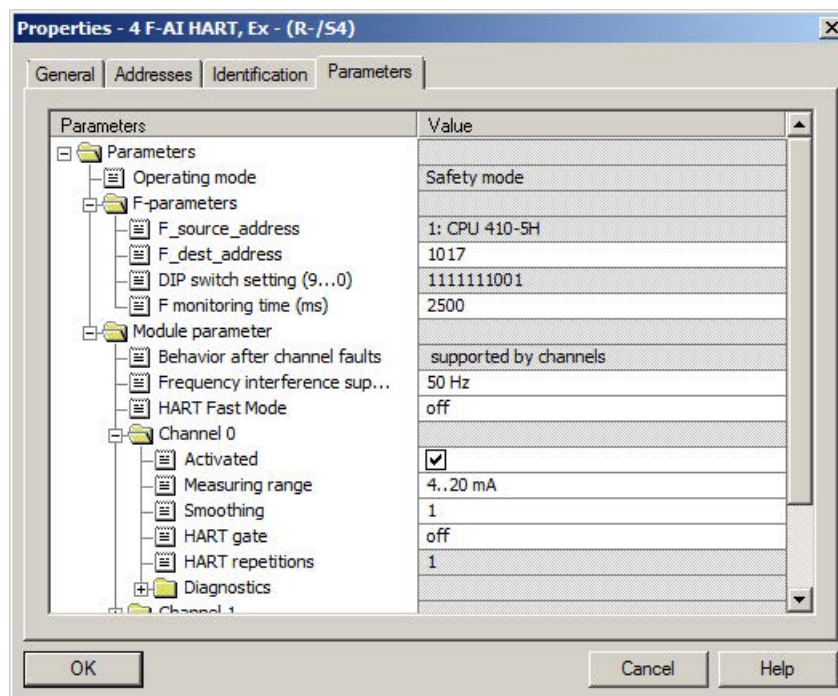 Properties - 4 F-AI HART, Ex - (R-/S4)
General Addresses Identification Parameters
Parameters Value
Parameters
Operating mode Safety mode
F-parameters
F_source_address 1: CPU 410-5H
F_dest_address 1017
DIP switch setting (9...0) 1111111001
F monitoring time (ms) 2500
Module parameter
Behavior after channel faults supported by channels
Frequency interference sup... 50 Hz
HART Fast Mode off
Channel 0
Activated
Measuring range 4..20 mA
Smoothing 1
HART gate off
HART repetitions 1
Diagnostics
Channel 1
OK Cancel Help